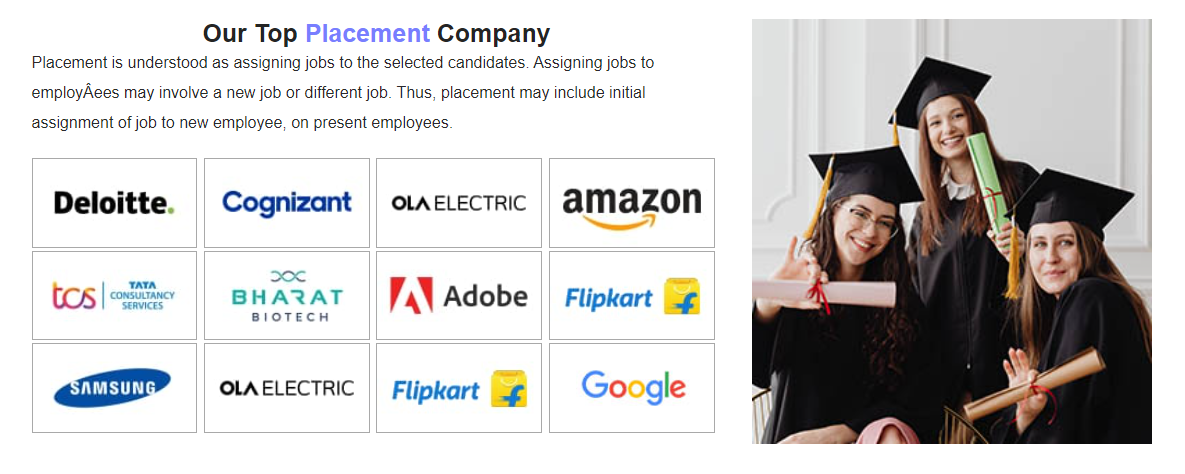 Our Top Placement Company
Placement is understood as assigning jobs to the selected candidates. Assigning jobs to
employÂees may involve a new job or different job. Thus, placement may include initial
assignment of job to new employee, on present employees.
Deloitte.
Cognizant
OLA ELECTRIC
amazon
tcs TATA
CONSULTANCY
SERVICES
BHARAT
BIOTECH
Adobe
Flipkart
SAMSUNG
OLA ELECTRIC
Flipkart
Google